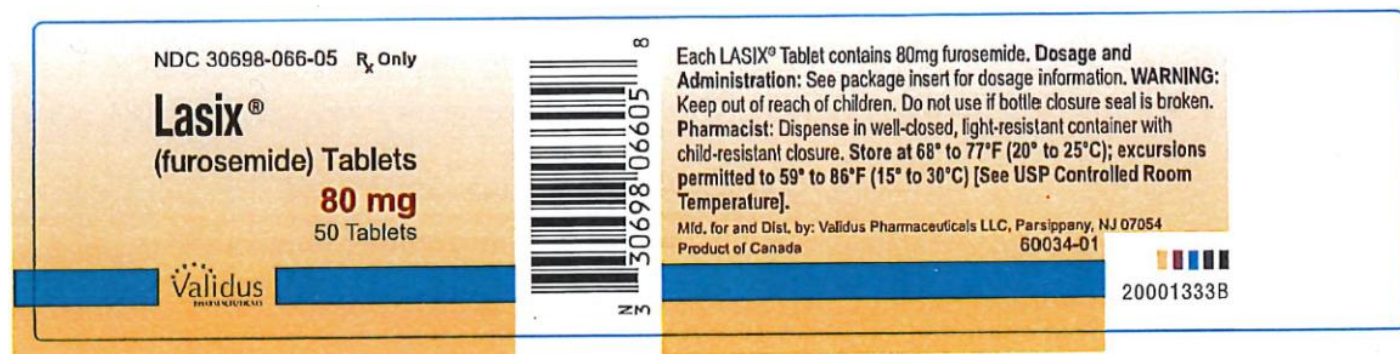 NDC 30698-066-05 Rx Only
Lasix®
(furosemide) Tablets
80 mg
50 Tablets
Validus
PHARMACEUTICALS
N
3
30698 06605
8
Each LASIX® Tablet contains 80mg furosemide. Dosage and
Administration: See package insert for dosage information. WARNING:
Keep out of reach of children. Do not use if bottle closure seal is broken.
Pharmacist: Dispense in well-closed, light-resistant container with
child-resistant closure. Store at 68° to 77°F (20° to 25°C); excursions
permitted to 59° to 86°F (15° to 30°C) [See USP Controlled Room
Temperature].
Mfd. for and Dist. by: Validus Pharmaceuticals LLC, Parsippany, NJ 07054
Product of Canada 60034-01
20001333B